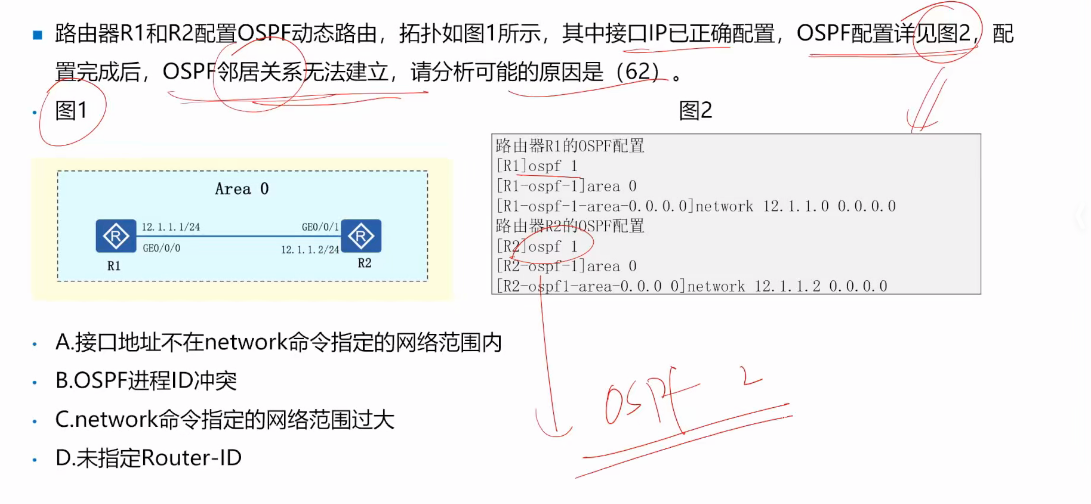 路由器R1和R2配置OSPF动态路由，拓扑如图1所示，其中接口IP已正确配置，OSPF配置详见图2，配
置完成后，OSPF邻居关系无法建立，请分析可能的原因是（62）。
图1
图2
Area 0
12.1.1.1/24
GE0/0/1
GE0/0/0
12.1.1.2/24
R1
R2
路由器R1的OSPF配置
[R1]ospf 1
[R1-ospf-1]area 0
[R1-ospf-1-area-0.0.0.0]network 12.1.1.0 0.0.0.0
路由器R2的OSPF配置
[R2]ospf 1
[R2-ospf-1]area 0
[R2-ospf1-area-0.0.0 0]network 12.1.1.2 0.0.0.0
A.接口地址不在network命令指定的网络范围内
B.OSPF进程ID冲突
C.network命令指定的网络范围过大
D.未指定Router-ID
OSPF 2